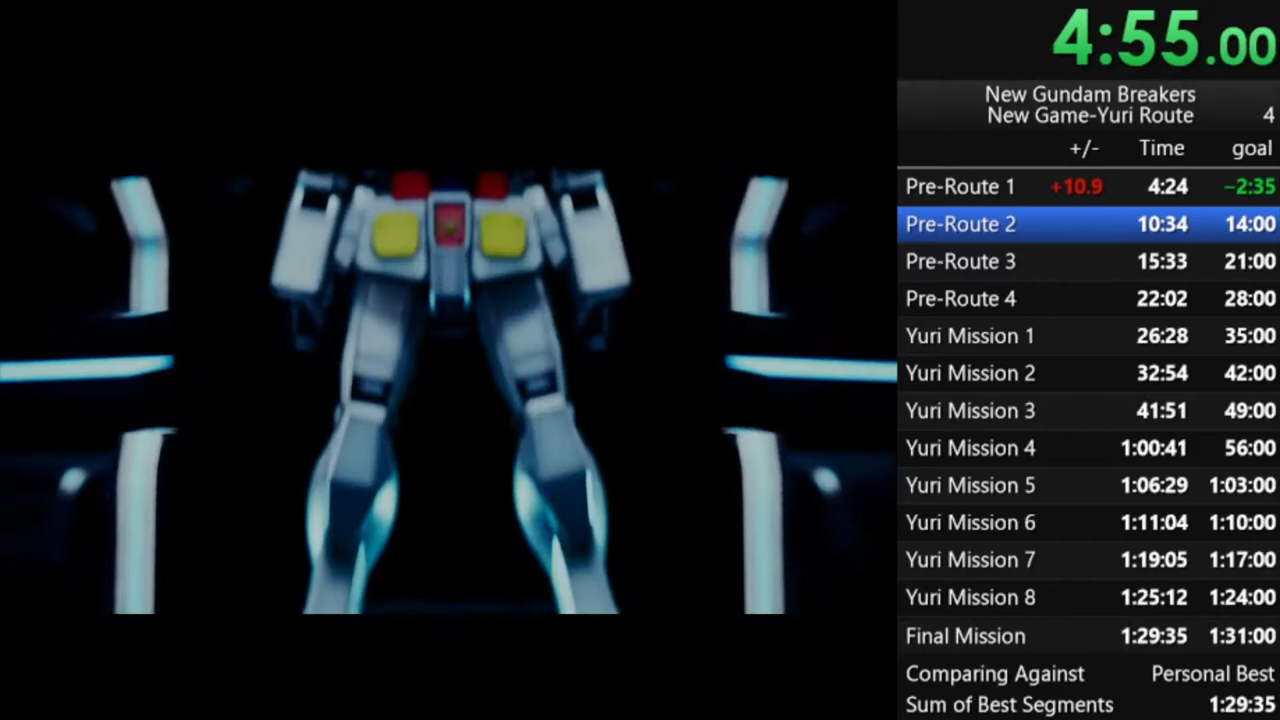 4:55.00
New Gundam Breakers
New Game-Yuri Route 4
+/- Time goal
Pre-Route 1 +10.9 4:24 −2:35
Pre-Route 2 10:34 14:00
Pre-Route 3 15:33 21:00
Pre-Route 4 22:02 28:00
Yuri Mission 1 26:28 35:00
Yuri Mission 2 32:54 42:00
Yuri Mission 3 41:51 49:00
Yuri Mission 4 1:00:41 56:00
Yuri Mission 5 1:06:29 1:03:00
Yuri Mission 6 1:11:04 1:10:00
Yuri Mission 7 1:19:05 1:17:00
Yuri Mission 8 1:25:12 1:24:00
Final Mission 1:29:35 1:31:00
Comparing Against Personal Best
Sum of Best Segments 1:29:35